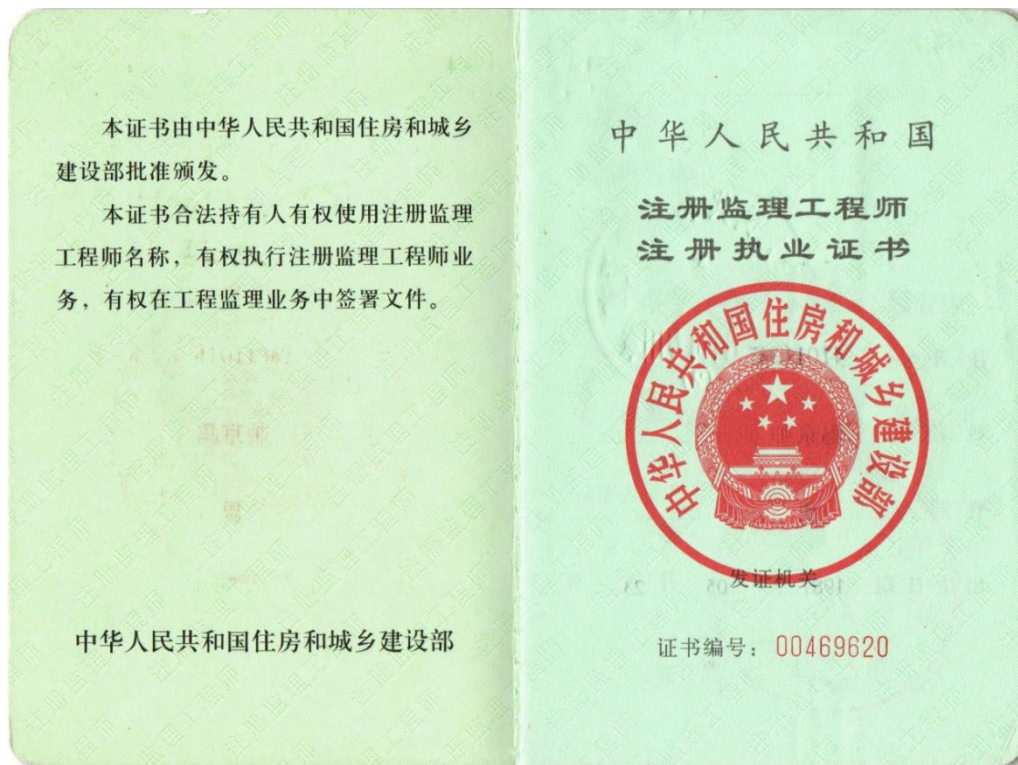 本证书由中华人民共和国住房和城乡
建设部批准颁发。
本证书合法持有人有权使用注册监理
工程师名称，有权执行注册监理工程师业
务，有权在工程监理业务中签署文件。
中华人民共和国住房和城乡建设部
中华人民共和国
注册监理工程师
注册执业证书
中华人民共和国住房和城乡建设部
发证机关
证书编号：00469620